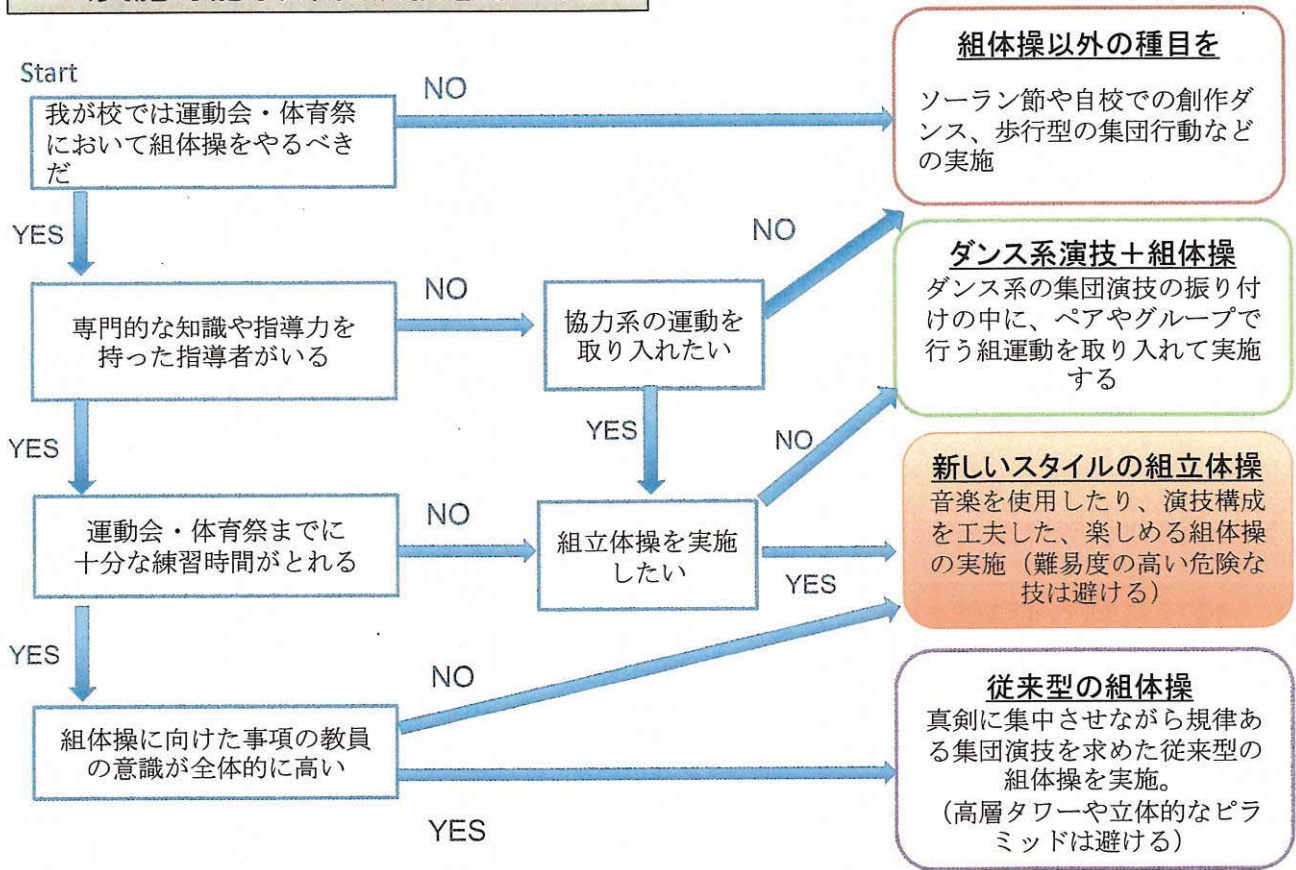 Start
我が校では運動会・体育祭
において組体操をやるべき
だ
NO
組体操以外の種目を
ソーラン節や自校での創作ダ
ンス、歩行型の集団行動など
の実施
YES
専門的な知識や指導力を
持った指導者がいる
NO
協力系の運動を
取り入れたい
NO
ダンス系演技+組体操
ダンス系の集団演技の振り付
けの中に、ペアやグループで
行う組運動を取り入れて実施
する
YES
YES
運動会・体育祭までに
十分な練習時間がとれる
NO
組立体操を実施
したい
NO
YES
新しいスタイルの組立体操
音楽を使用したり、演技構成
を工夫した、楽しめる組体操
の実施（難易度の高い危険な
技は避ける）
YES
組体操に向けた事項の教員
の意識が全体的に高い
NO
YES
従来型の組体操
真剣に集中させながら規律あ
る集団演技を求めた従来型の
組体操を実施。
（高層タワーや立体的なピラ
ミッドは避ける）